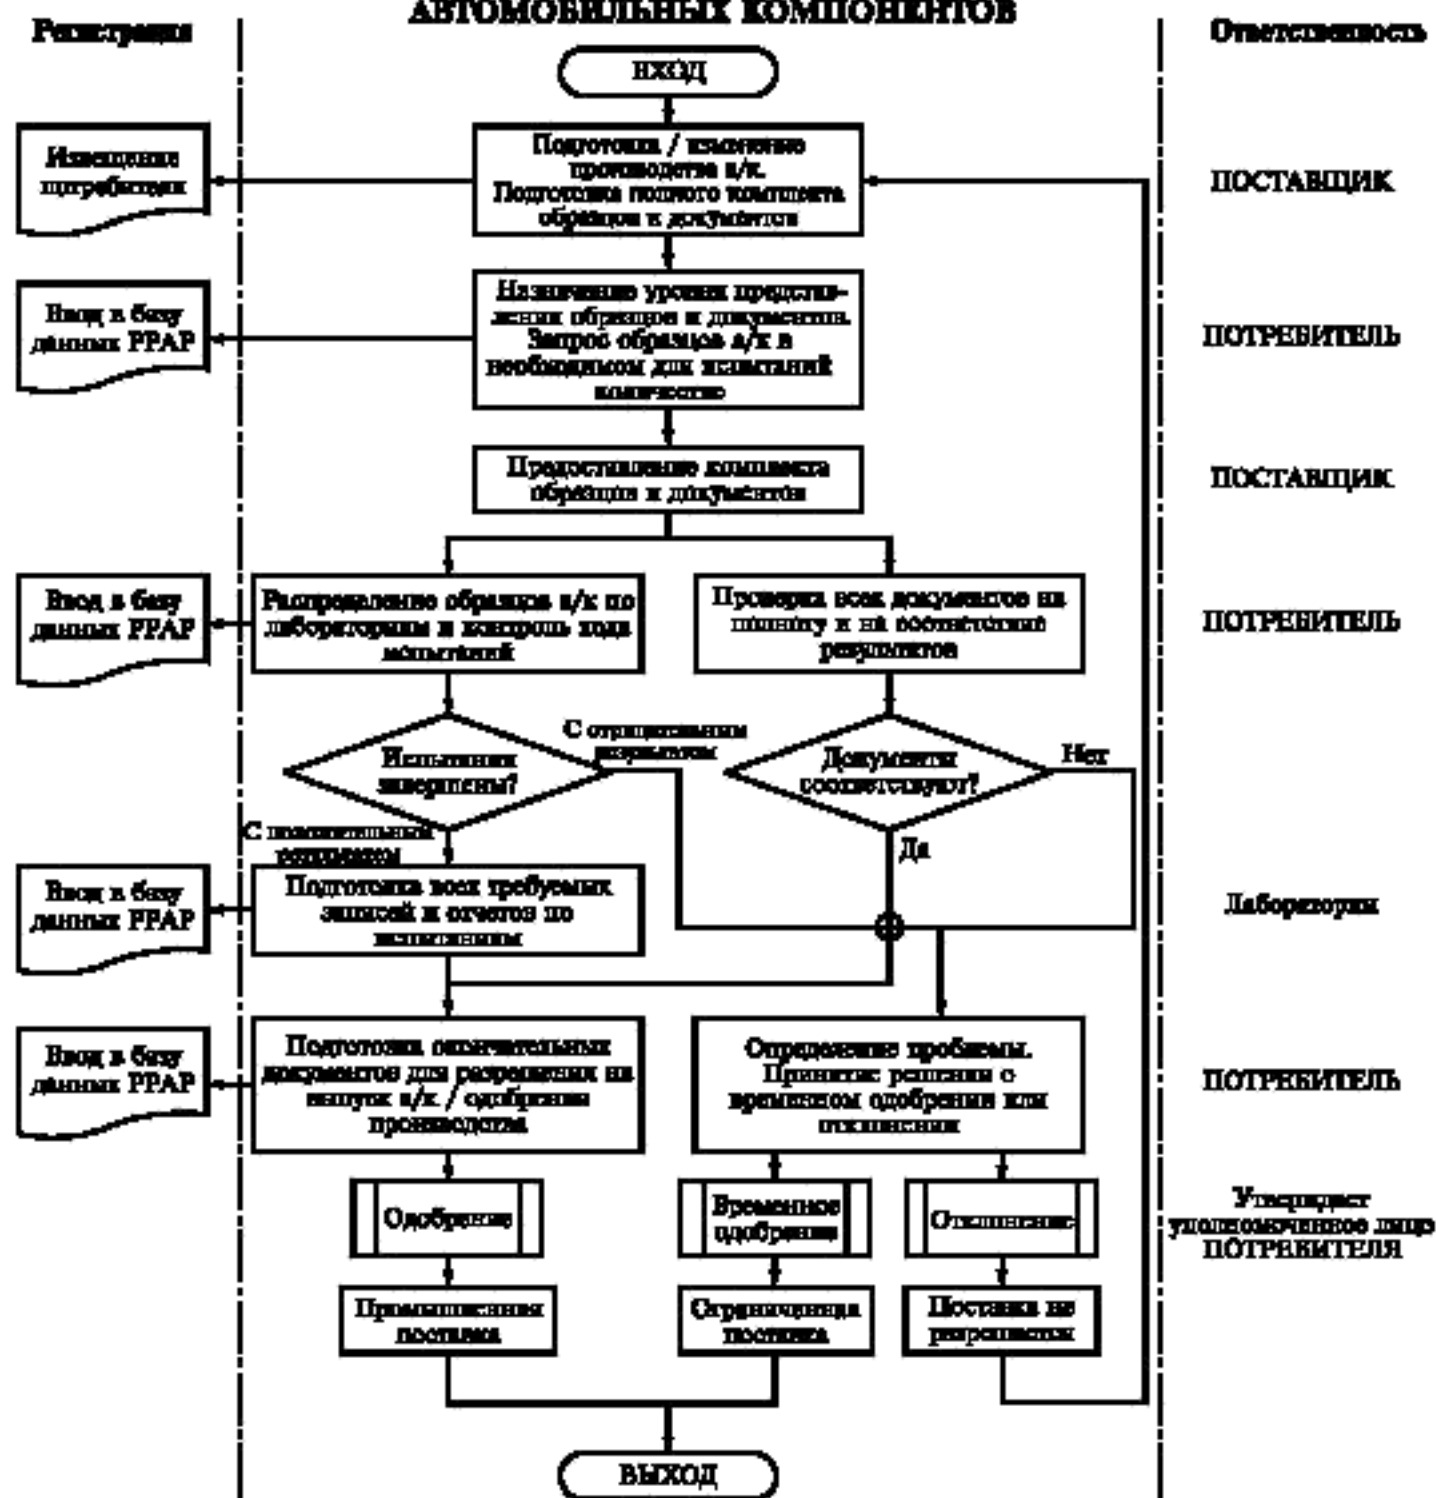 АВТОМОБИЛЬНЫХ КОМПОНЕНТОВ
Регистрация
Ответственность
ВХОД
Извещение
потребителя
Подготовка / изменение
производства а/к.
Подготовка полного комплекта
образцов и документов
ПОСТАВЩИК
Ввод в базу
данных PPAP
Назначение уровня представ-
ления образцов и документов.
Запрос образцов а/к в
необходимом для испытаний
количестве
ПОТРЕБИТЕЛЬ
Предоставление комплекта
образцов и документов
ПОСТАВЩИК
Ввод в базу
данных PPAP
Распределение образцов а/к по
лабораториям и контроль хода
испытаний
Проверка всех документов на
полноту и на соответствие
результатов
ПОТРЕБИТЕЛЬ
Испытания
завершены?
С отрицательным
результатом
Документы
соответствуют?
Нет
С положительным
результатом
Да
Ввод в базу
данных PPAP
Подготовка всех требуемых
записей и отчетов по
испытаниям
Лаборатории
Ввод в базу
данных PPAP
Подготовка окончательных
документов для разрешения на
выпуск а/к / одобрения
производства
Определение проблемы.
Принятие решения о
временном одобрении или
отклонении
ПОТРЕБИТЕЛЬ
Одобрение
Временное
одобрение
Отклонение
Утверждает
уполномоченное лицо
ПОТРЕБИТЕЛЯ
Промышленная
поставка
Ограниченная
поставка
Поставка не
разрешается
ВЫХОД